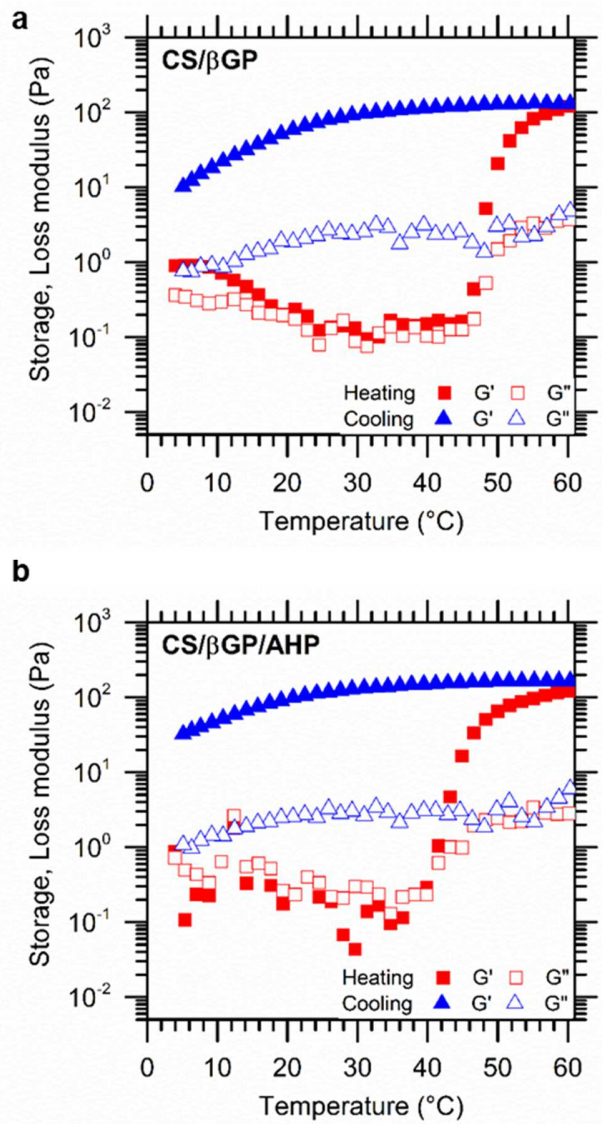 a
CS/βGP
Storage, Loss modulus (Pa)
10³
10²
10¹
10⁰
10⁻¹
10⁻²
Heating ■ G' □ G"
Cooling ▲ G' △ G"
0 10 20 30 40 50 60
Temperature (°C)
b
CS/βGP/AHP
Storage, Loss modulus (Pa)
10³
10²
10¹
10⁰
10⁻¹
10⁻²
Heating ■ G' □ G"
Cooling ▲ G' △ G"
0 10 20 30 40 50 60
Temperature (°C)